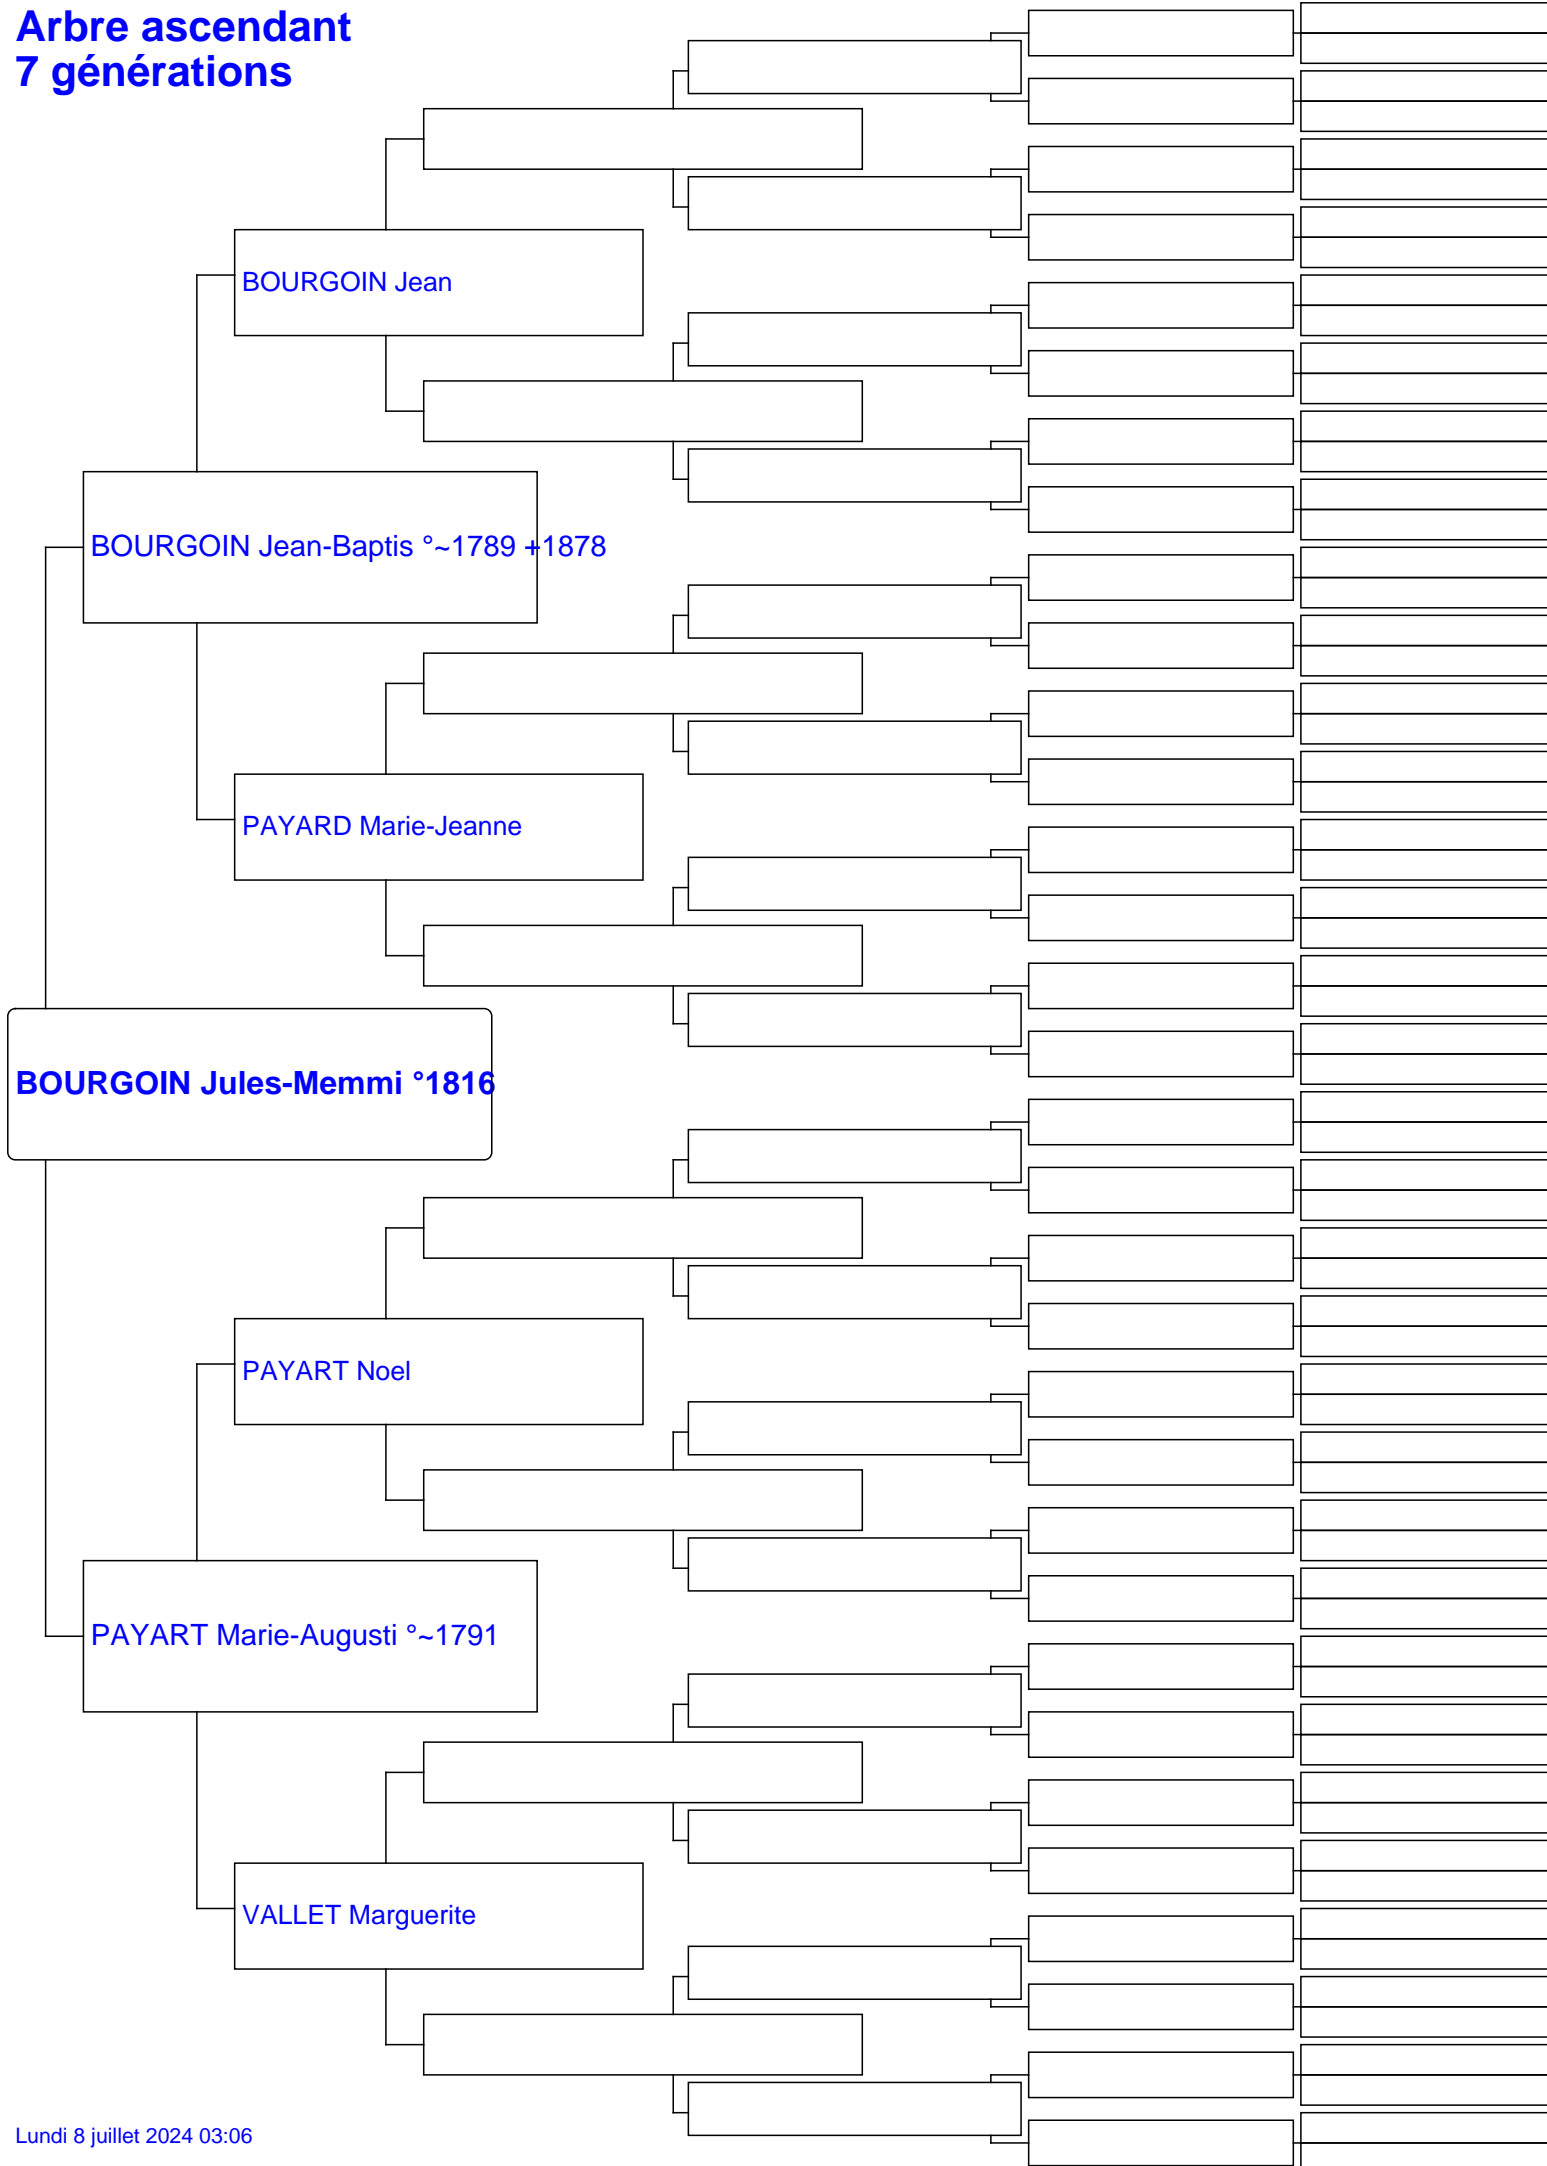 Arbre ascendant
7 générations
BOURGOIN Jean
BOURGOIN Jean-Baptis °~1789 +1878
PAYARD Marie-Jeanne
BOURGOIN Jules-Memmi °1816
PAYART Noel
PAYART Marie-Augusti °~1791
VALLET Marguerite
Lundi 8 juillet 2024 03:06